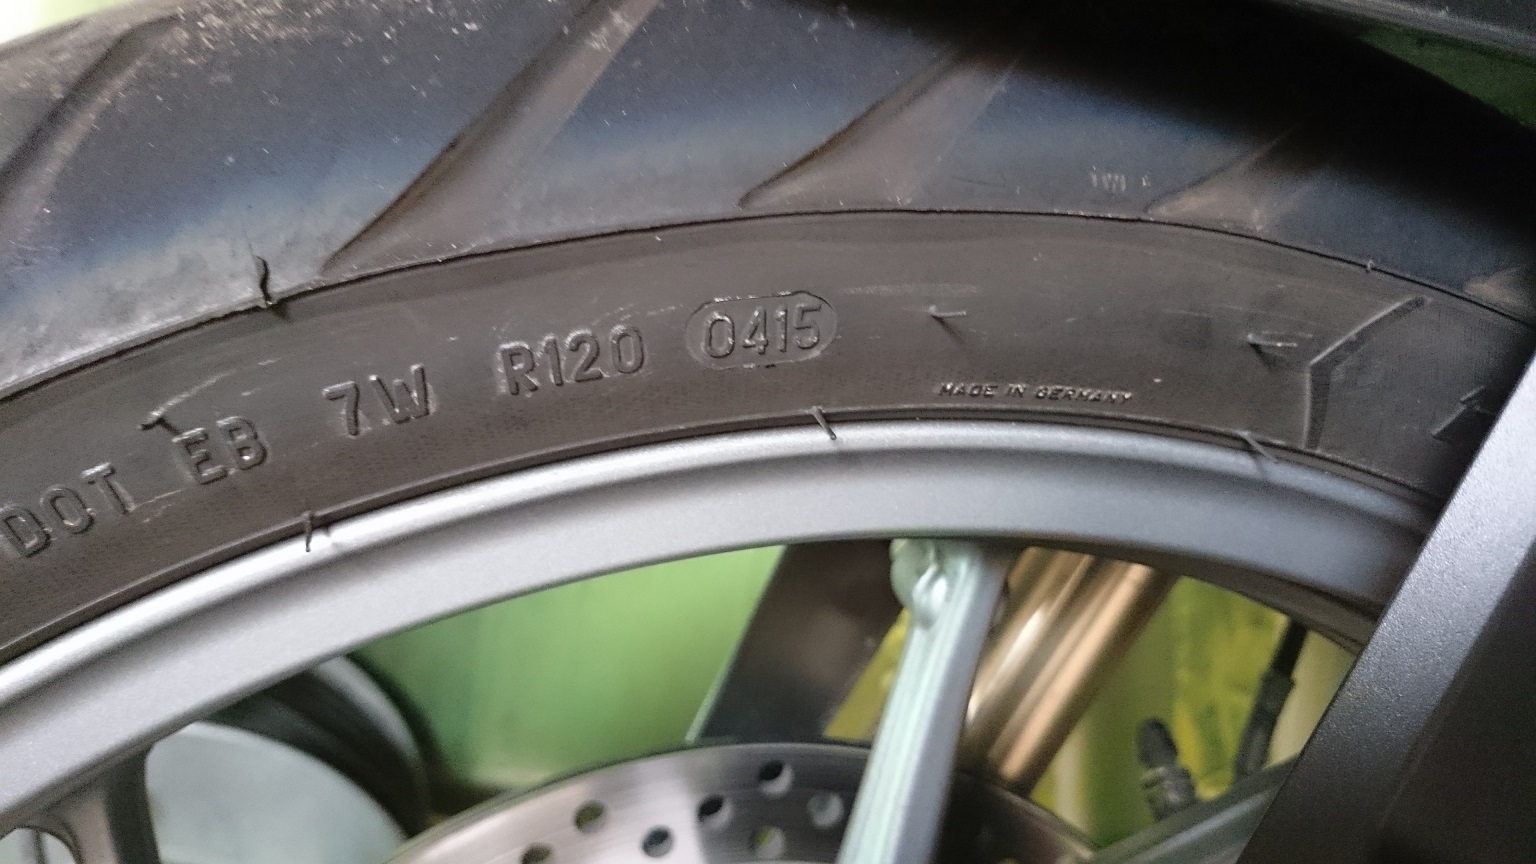 DOT EB 7W R120 0415
MADE IN GERMANY